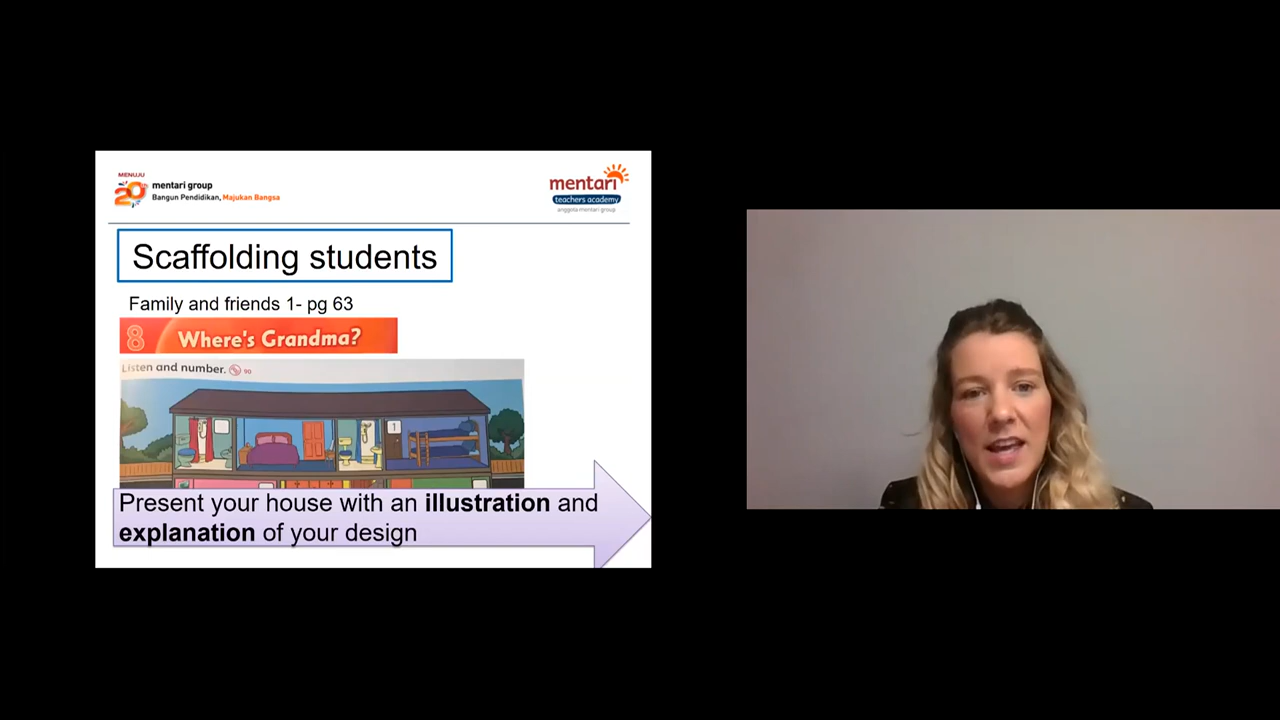 MENUJU
20th
mentari group
Bangun Pendidikan, Majukan Bangsa
mentari
teachers academy
anggota mentari group
Scaffolding students
Family and friends 1- pg 63
8 Where's Grandma?
Listen and number. 90
1
Present your house with an illustration and
explanation of your design